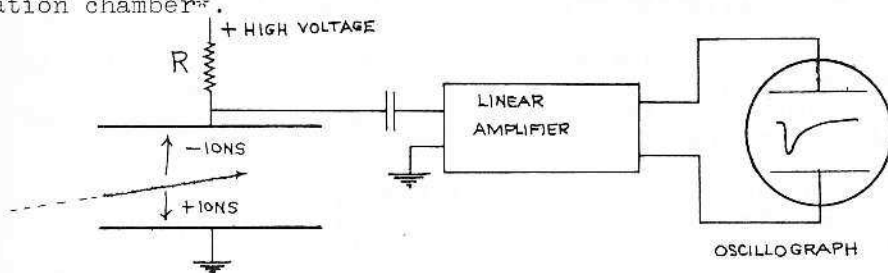 ation chamber*.
+ HIGH VOLTAGE
R
LINEAR
AMPLIFIER
-IONS
+IONS
OSCILLOGRAPH